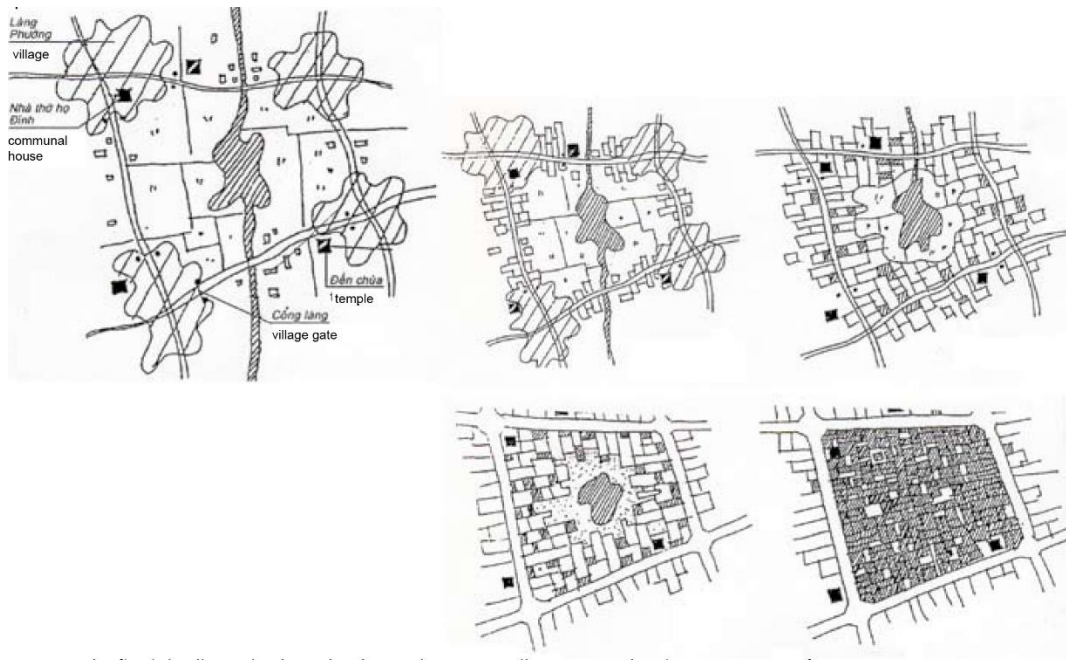 Làng
Phường
village
Nhà thờ họ
Đình
communal
house
Đền chùa
temple
Cổng làng
village gate